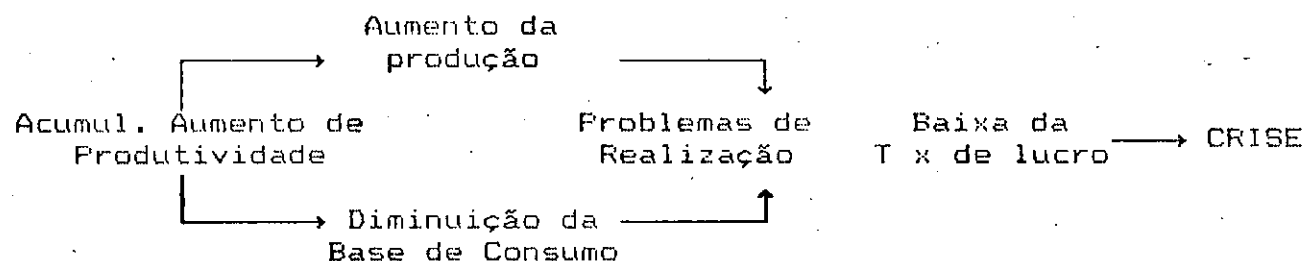 Aumento da
produção
Acumul. Aumento de
Produtividade
Problemas de
Realização
Baixa da
T x de lucro
CRISE
Diminuição da
Base de Consumo